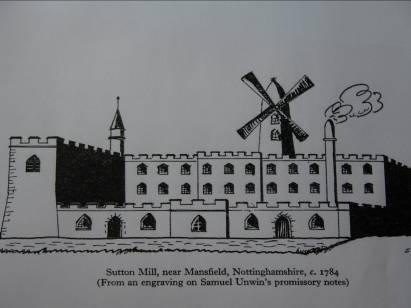 Sutton Mill, near Mansfield, Nottinghamshire, c. 1784
(From an engraving on Samuel Unwin's promissory notes)